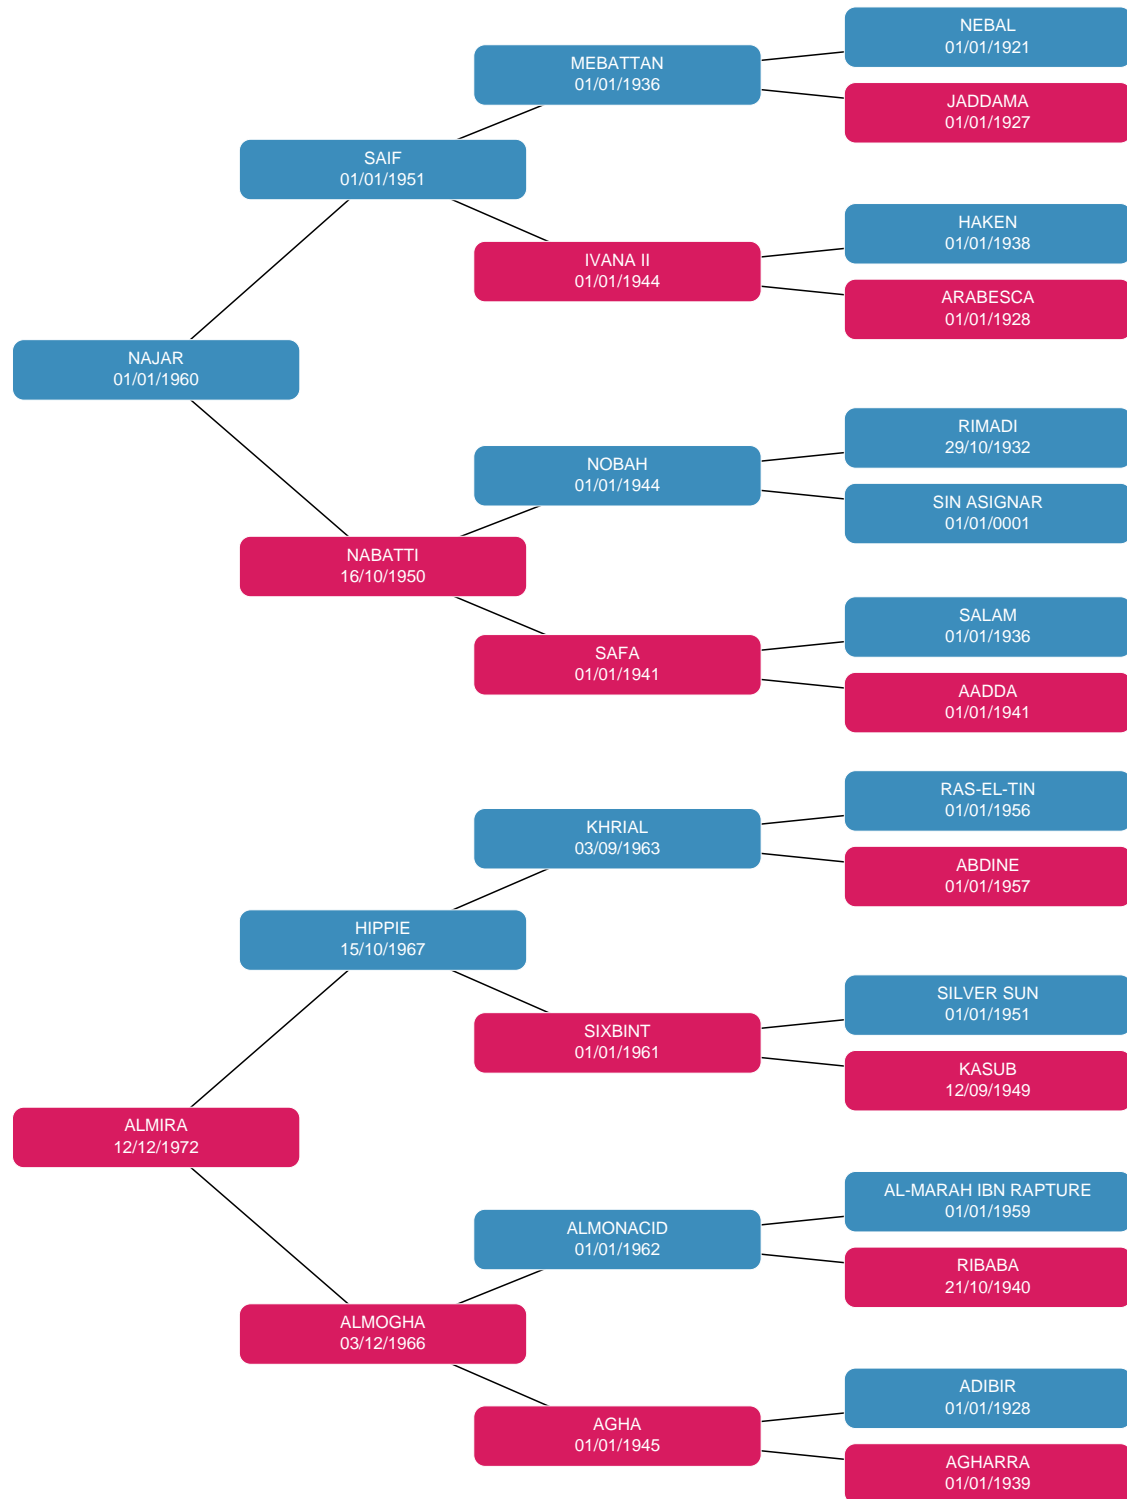 NEBAL
01/01/1921
MEBATTAN
01/01/1936
JADDAMA
01/01/1927
SAIF
01/01/1951
HAKEN
01/01/1938
IVANA II
01/01/1944
ARABESCA
01/01/1928
NAJAR
01/01/1960
RIMADI
29/10/1932
NOBAH
01/01/1944
SIN ASIGNAR
01/01/0001
NABATTI
16/10/1950
SALAM
01/01/1936
SAFA
01/01/1941
AADDA
01/01/1941
RAS-EL-TIN
01/01/1956
KHRIAL
03/09/1963
ABDINE
01/01/1957
HIPPIE
15/10/1967
SILVER SUN
01/01/1951
SIXBINT
01/01/1961
KASUB
12/09/1949
ALMIRA
12/12/1972
AL-MARAH IBN RAPTURE
01/01/1959
ALMONACID
01/01/1962
RIBABA
21/10/1940
ALMOGHA
03/12/1966
ADIBIR
01/01/1928
AGHA
01/01/1945
AGHARRA
01/01/1939